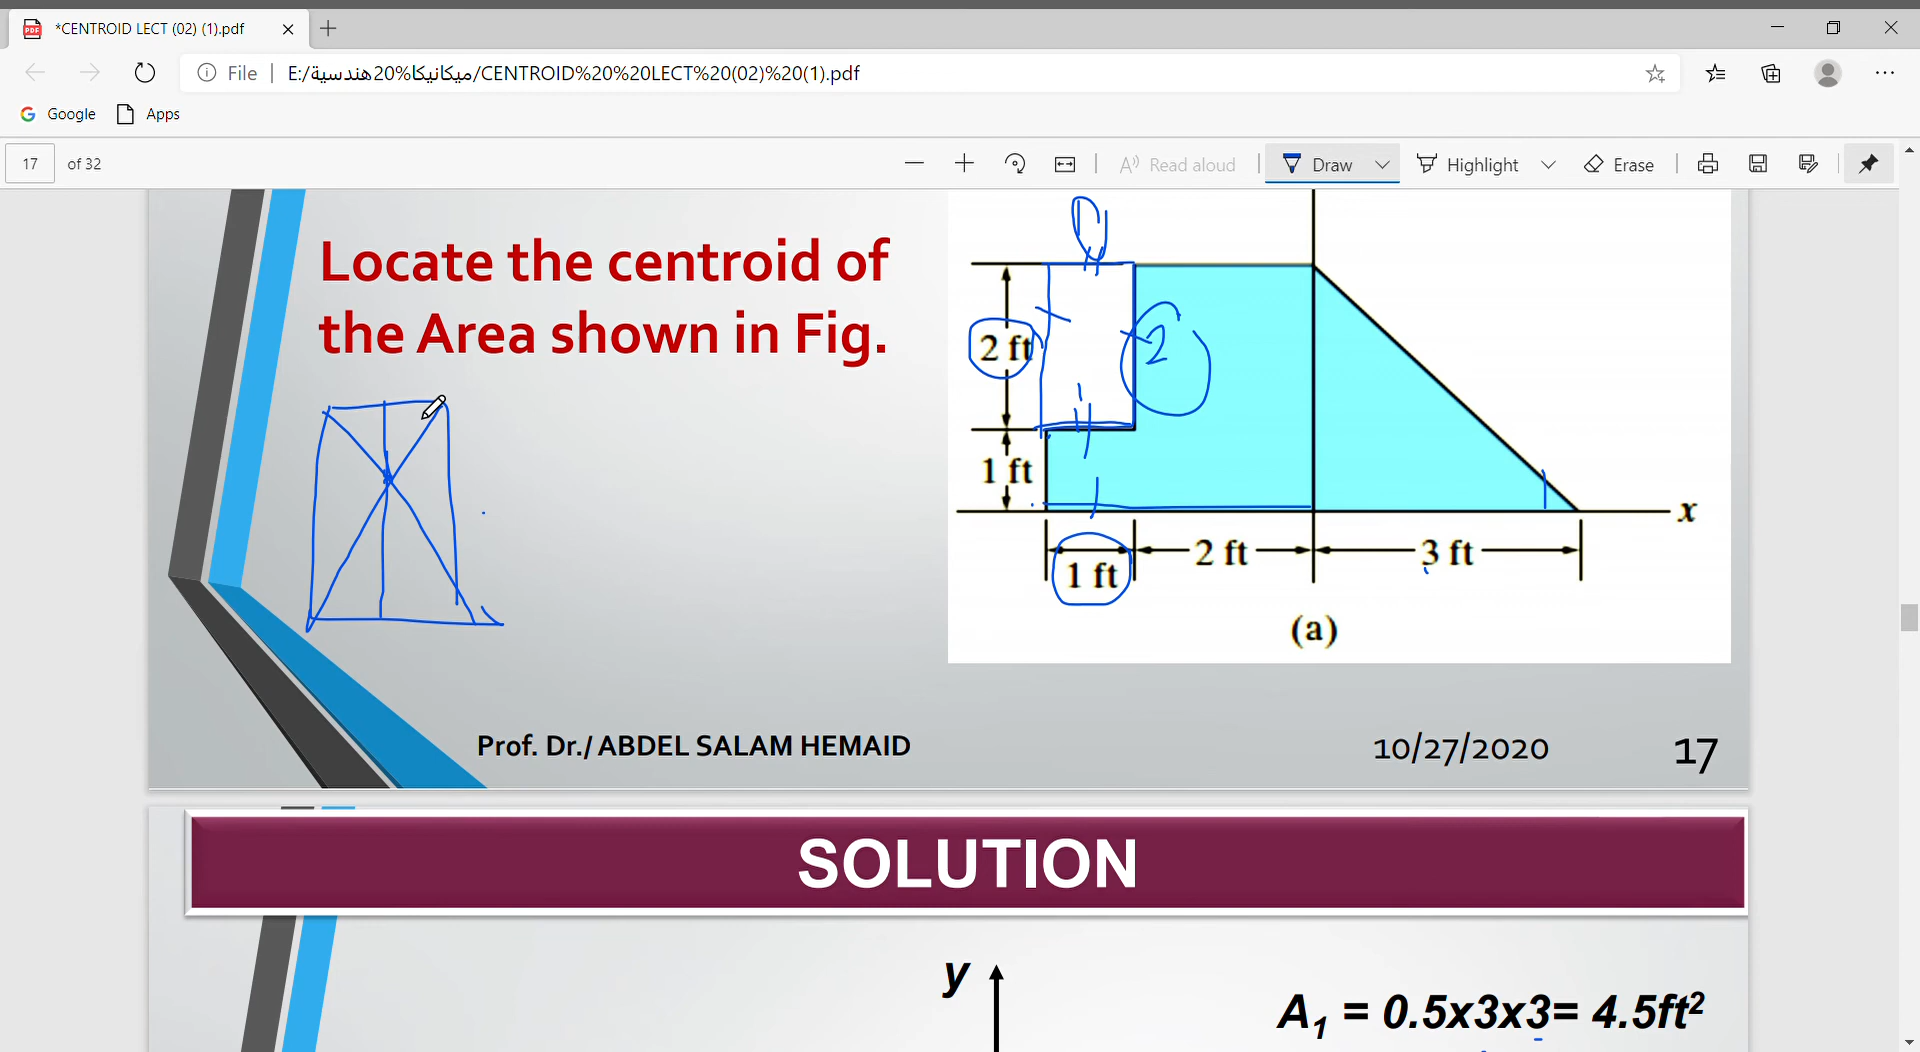 *CENTROID LECT (02) (1).pdf
File | E:/ميكانيكا%20هندسية/CENTROID%20%20LECT%20(02)%20(1).pdf
Google Apps
17 of 32 Read aloud Draw Highlight Erase
Locate the centroid of
the Area shown in Fig.
2 ft
2
1 ft
x
1 ft 2 ft 3 ft
(a)
Prof. Dr./ ABDEL SALAM HEMAID 10/27/2020 17
SOLUTION
y
A₁ = 0.5x3x3= 4.5ft²